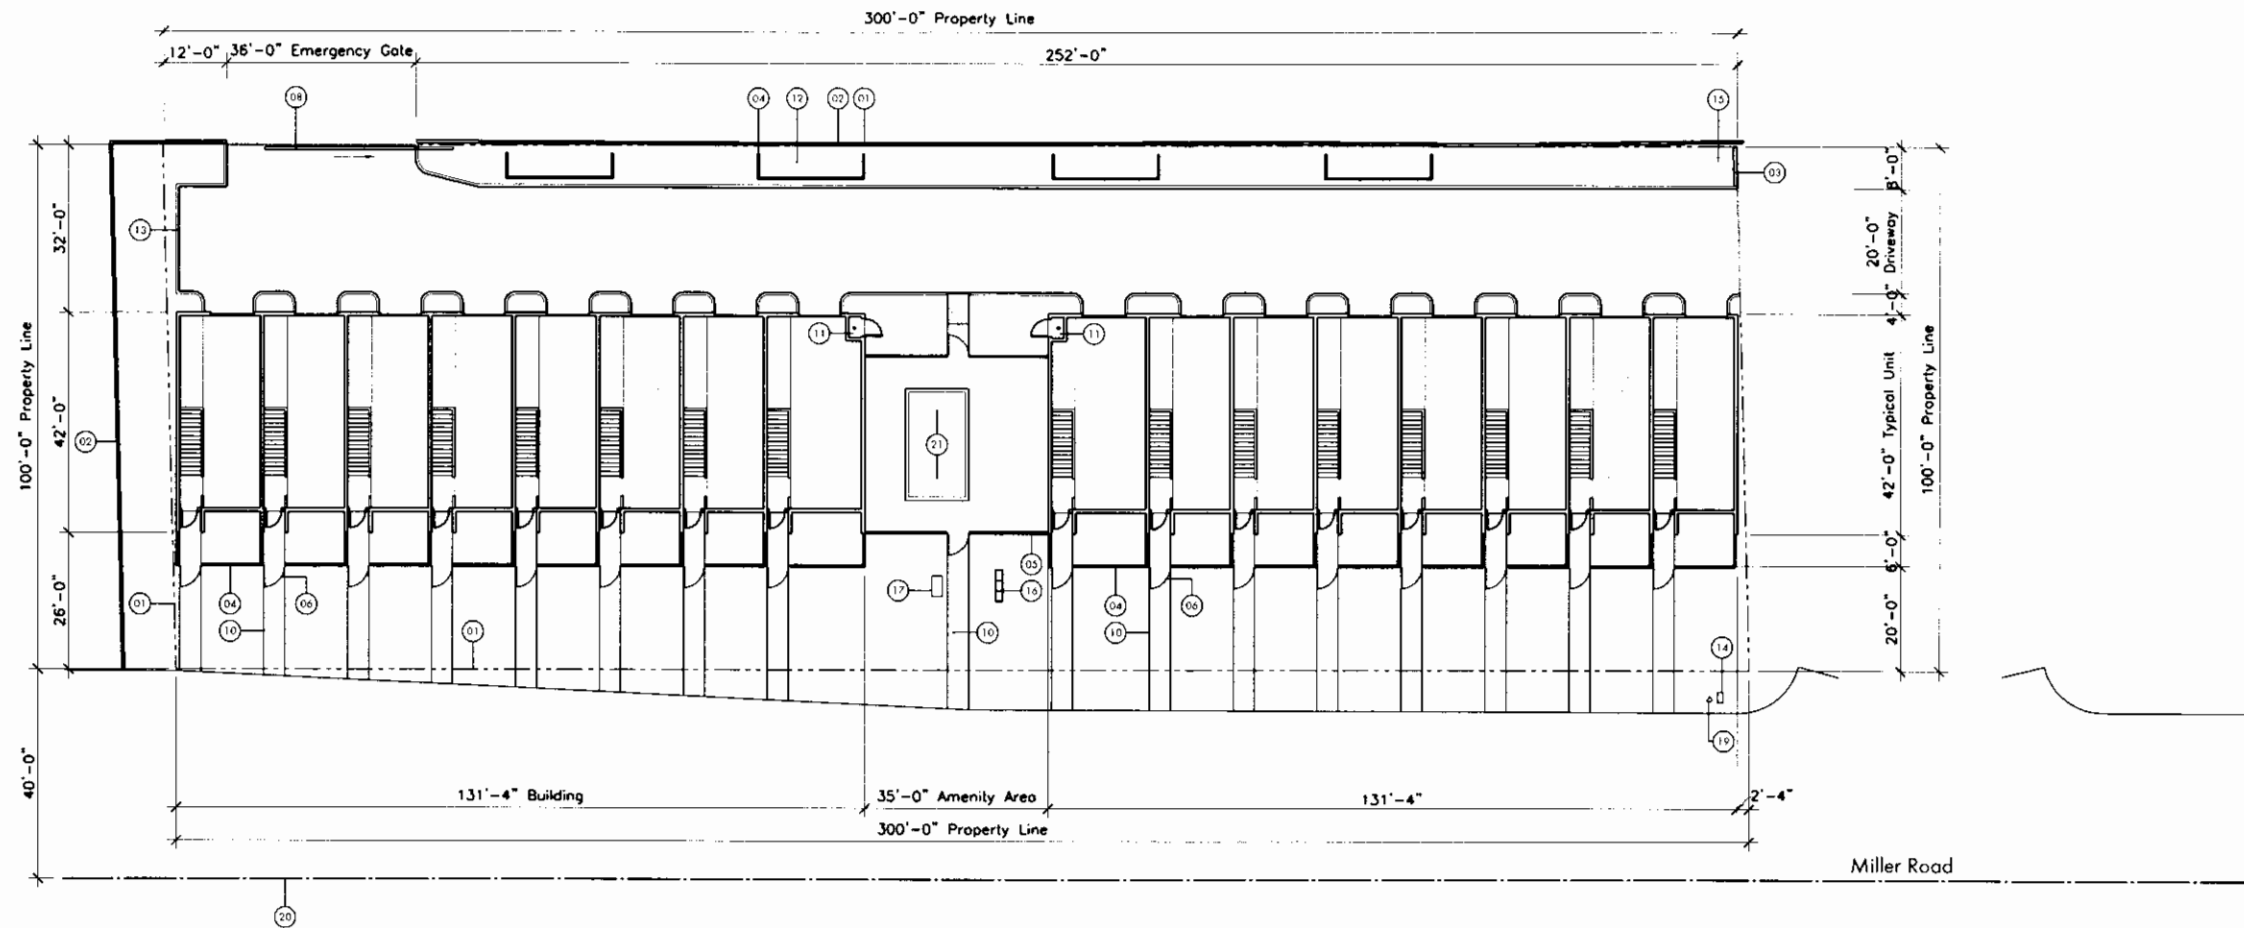 300'-0" Property Line
12'-0" 36'-0" Emergency Gate 252'-0"
08 04 12 02 01 15
03
8'-0"
13
32'-0"
20'-0" Driveway
4'-0"
11 11
100'-0" Property Line
42'-0"
02
21
42'-0" Typical Unit
100'-0" Property Line
6'-0"
05
17 16
01 04 06 04 06
26'-0"
10 01 10 10
20'-0"
14
19
40'-0"
131'-4" Building 35'-0" Amenity Area 131'-4" 2'-4"
300'-0" Property Line
Miller Road
20